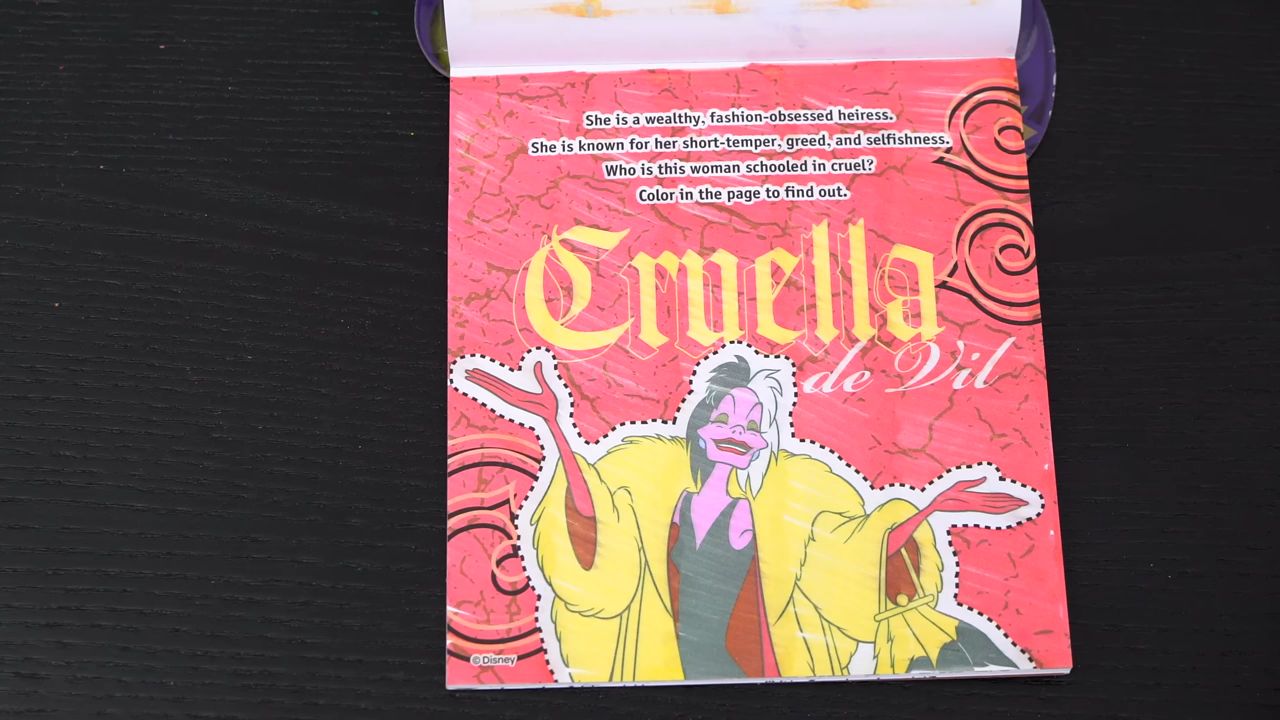 She is a wealthy, fashion-obsessed heiress.
She is known for her short-temper, greed, and selfishness.
Who is this woman schooled in cruel?
Color in the page to find out.
Cruella
de Vil
© Disney